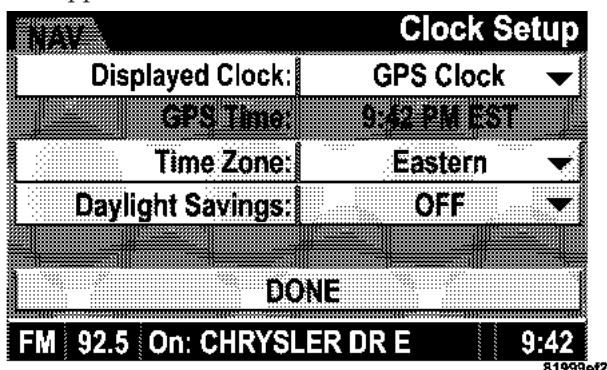 NAV Clock Setup
Displayed Clock: GPS Clock
GPS Time: 9:42 PM EST
Time Zone: Eastern
Daylight Savings: OFF
DONE
FM 92.5 On: CHRYSLER DR E 9:42
81999ef2